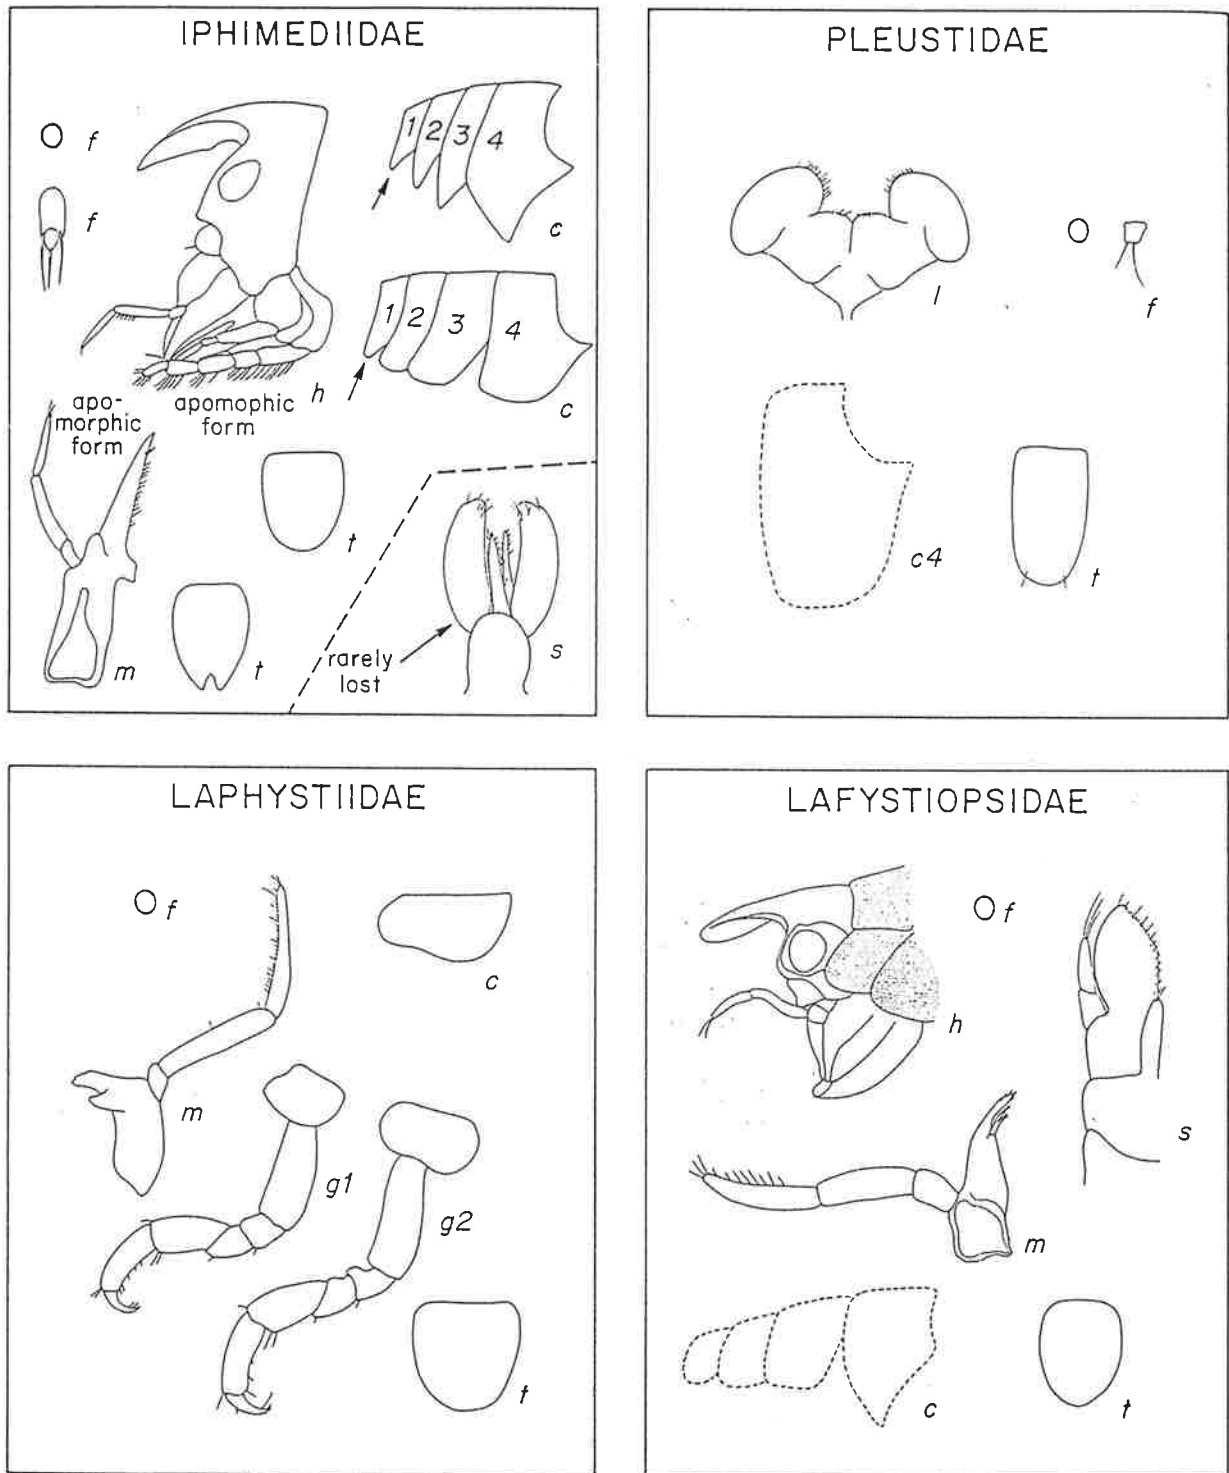 IPHIMEDIIDAE
f
f
1 2 3 4
c
1 2 3 4
c
h
apo-
morphic
form
apomophic
form
t
m
t
rarely
lost
s
PLEUSTIDAE
l
O
f
c4
t
LAPHYSTIIDAE
f
c
m
g1
g2
t
LAFYSTIOPSIDAE
f
h
s
m
c
t